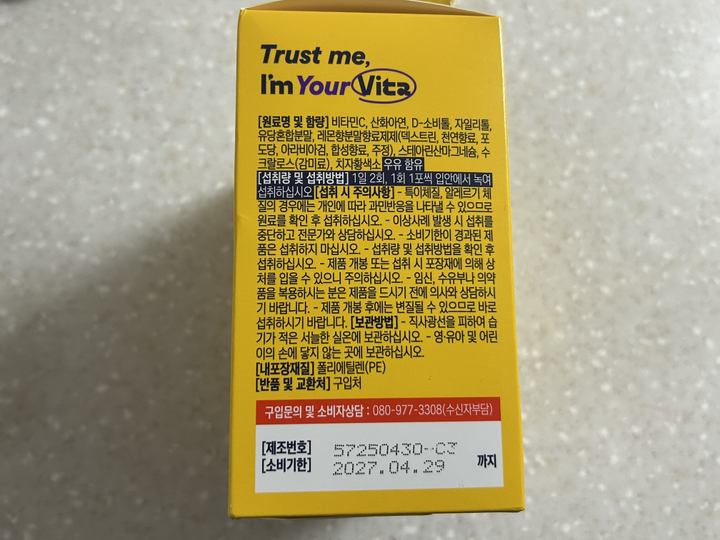 Trust me,
I'm Your Vita
[원료명 및 함량] 비타민C, 산화아연, D-소비톨, 자일리톨,
유당혼합분말, 레몬향분말향료제제(덱스트린, 천연향료, 포
도당, 아라비아검, 합성향료, 주정), 스테아린산마그네슘, 수
크랄로스(감미료), 치자황색소 우유 함유
[섭취량 및 섭취방법] 1일 2회, 1회 1포씩 입안에서 녹여
섭취하십시오 [섭취 시 주의사항] - 특이체질, 알레르기 체
질의 경우에는 개인에 따라 과민반응을 나타낼 수 있으므로
원료를 확인 후 섭취하십시오. - 이상사례 발생 시 섭취를
중단하고 전문가와 상담하십시오. - 소비기한이 경과된 제
품은 섭취하지 마십시오. - 섭취량 및 섭취방법을 확인 후
섭취하십시오. - 제품 개봉 또는 섭취 시 포장재에 의해 상
처를 입을 수 있으니 주의하십시오. - 임신, 수유부나 의약
품을 복용하시는 분은 제품을 드시기 전에 의사와 상담하시
기 바랍니다. - 제품 개봉 후에는 변질될 수 있으므로 바로
섭취하시기 바랍니다. [보관방법] - 직사광선을 피하여 습
기가 적은 서늘한 실온에 보관하십시오. - 영·유아 및 어린
이의 손에 닿지 않는 곳에 보관하십시오.
[내포장재질] 폴리에틸렌(PE)
[반품 및 교환처] 구입처
구입문의 및 소비자상담 : 080-977-3308(수신자부담)
[제조번호] 57250430-C3
[소비기한] 2027.04.29 까지